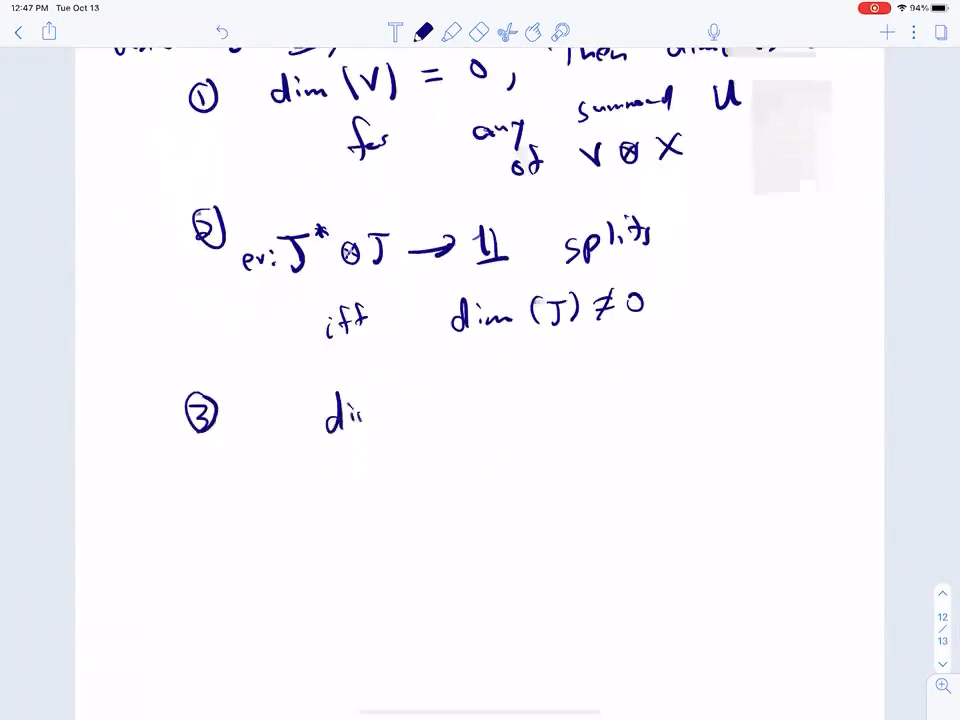 12:47 PM Tue Oct 13
94%
Then
① dim (V) = 0, summand U
for any of V ⊗ X
② ev: J* ⊗ J → 𝟙 splits
iff dim (J) ≠ 0
③ di
12
/
13